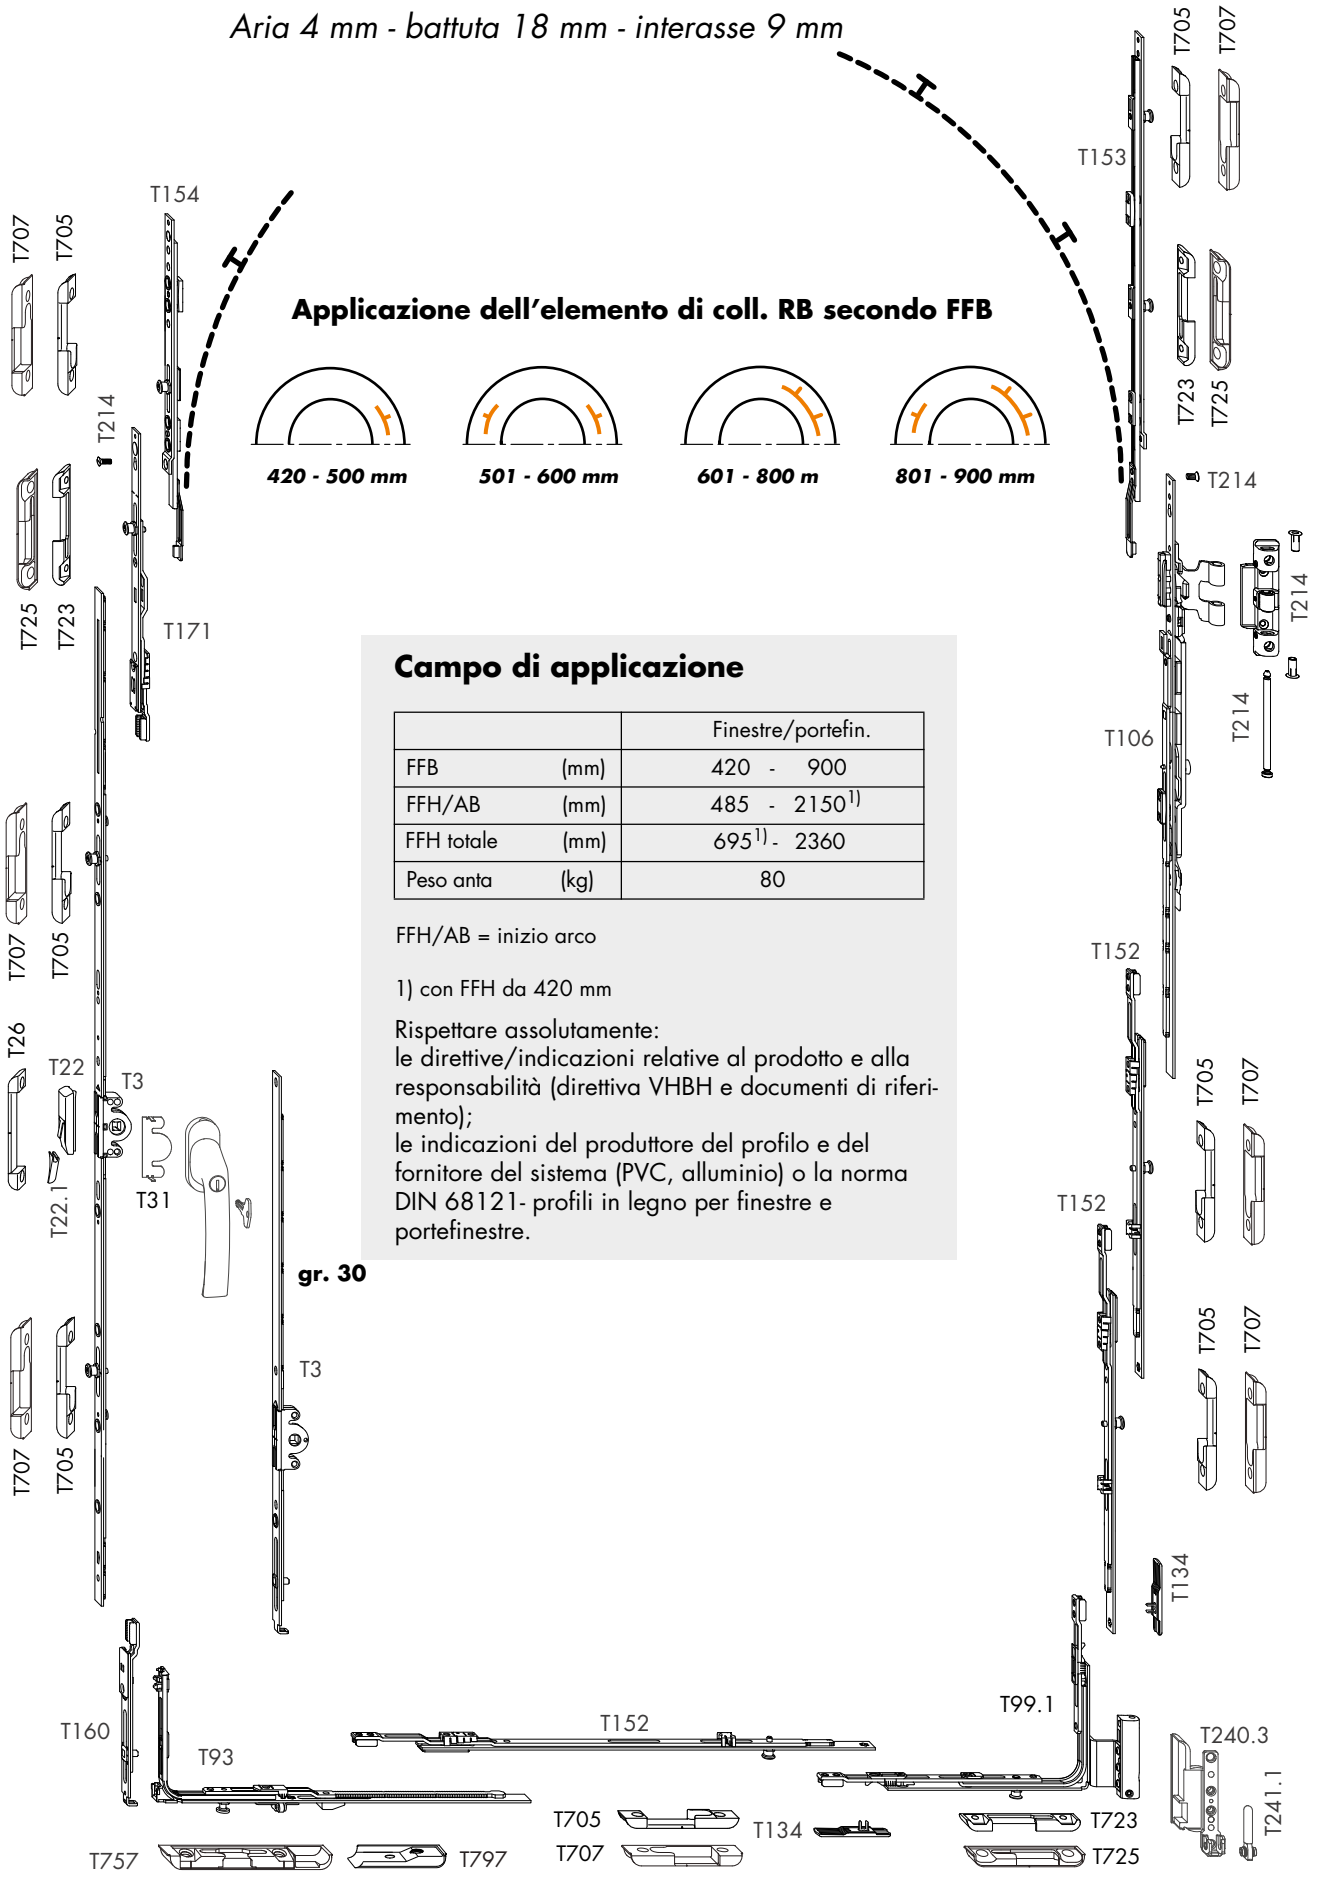 Aria 4 mm - battuta 18 mm - interasse 9 mm
T705
T707
T153
T154
T707
T705
Applicazione dell'elemento di coll. RB secondo FFB
T723
T725
T214
420 - 500 mm
501 - 600 mm
601 - 800 m
801 - 900 mm
T214
T725
T723
T171
T214
Campo di applicazione
Finestre/portefin.
FFB (mm) 420 - 900
FFH/AB (mm) 485 - 2150 1)
FFH totale (mm) 695 1) - 2360
Peso anta (kg) 80
FFH/AB = inizio arco
1) con FFH da 420 mm
Rispettare assolutamente:
le direttive/indicazioni relative al prodotto e alla
responsabilità (direttiva VHBH e documenti di riferi-
mento);
le indicazioni del produttore del profilo e del
fornitore del sistema (PVC, alluminio) o la norma
DIN 68121- profili in legno per finestre e
portefinestre.
T214
T106
T707
T705
T152
T26
T22
T3
T22.1
T31
T705
T707
T152
gr. 30
T3
T707
T705
T705
T707
T134
T160
T93
T152
T99.1
T240.3
T241.1
T757
T797
T705
T707
T134
T723
T725